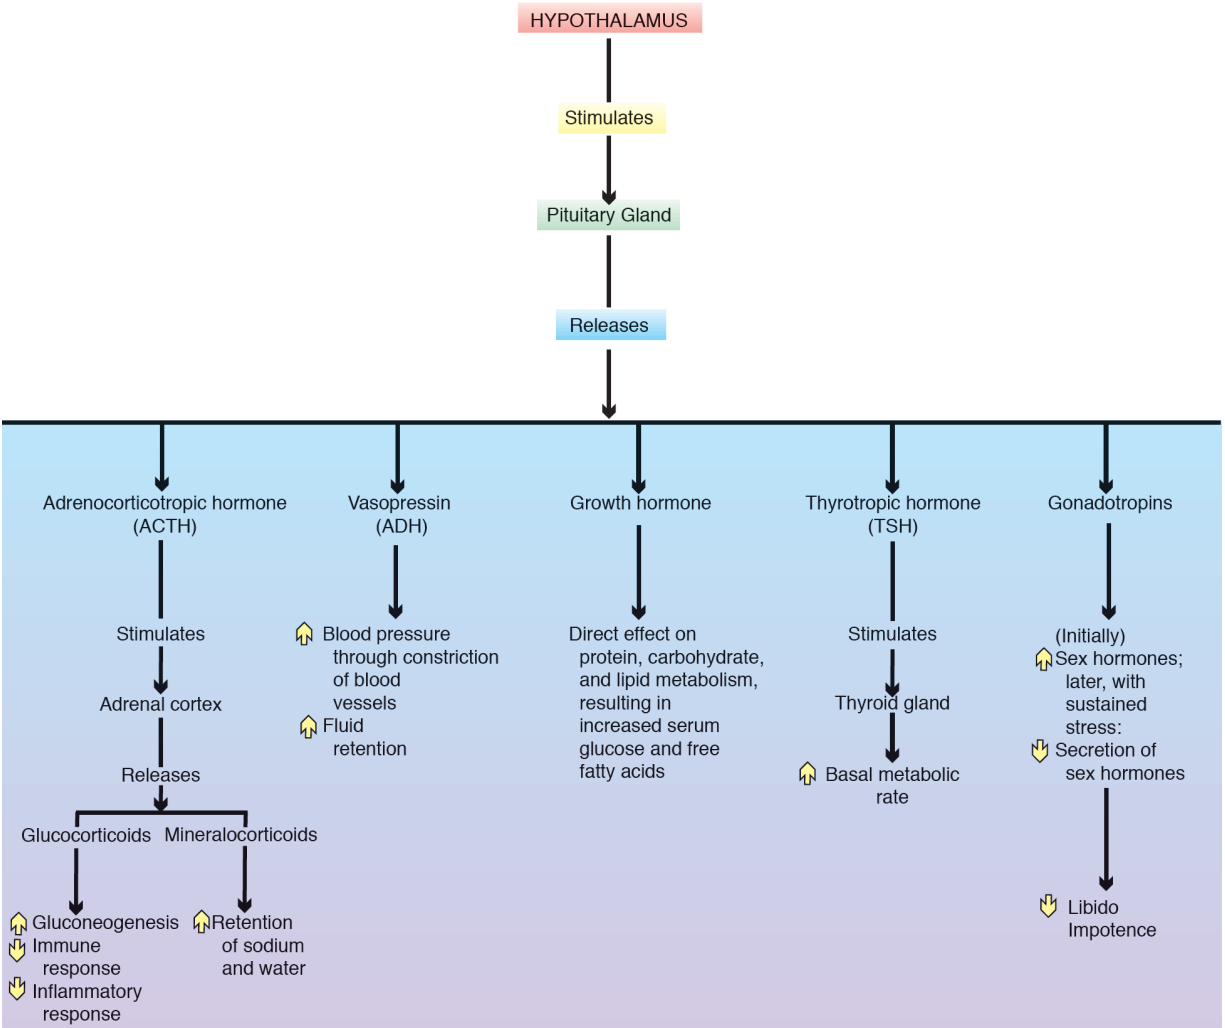 HYPOTHALAMUS
Stimulates
Pituitary Gland
Releases
Adrenocorticotropic hormone
(ACTH)
Stimulates
Adrenal cortex
Releases
Glucocorticoids
Gluconeogenesis
Immune
response
Inflammatory
response
Mineralocorticoids
Retention
of sodium
and water
Vasopressin
(ADH)
Blood pressure
through constriction
of blood
vessels
Fluid
retention
Growth hormone
Direct effect on
protein, carbohydrate,
and lipid metabolism,
resulting in
increased serum
glucose and free
fatty acids
Thyrotropic hormone
(TSH)
Stimulates
Thyroid gland
Basal metabolic
rate
Gonadotropins
(Initially)
Sex hormones;
later, with
sustained
stress:
Secretion of
sex hormones
Libido
Impotence